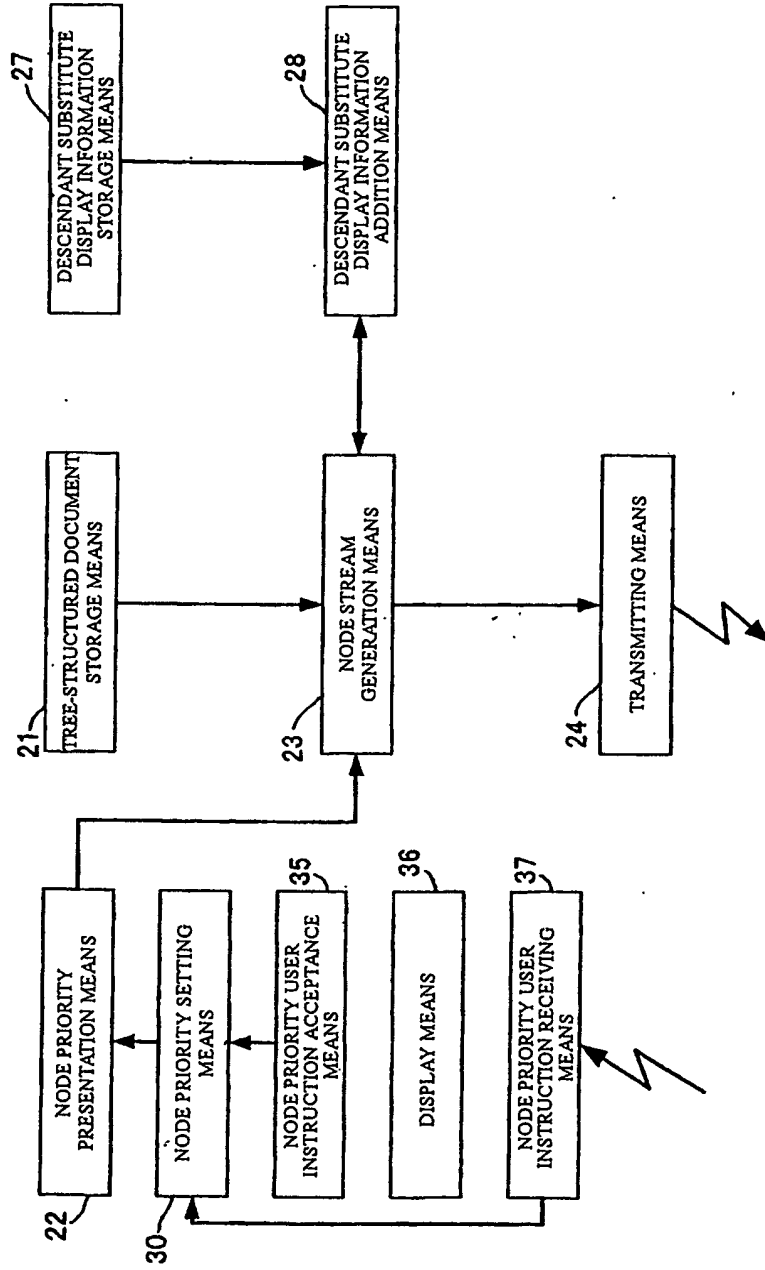 22
NODE PRIORITY
PRESENTATION MEANS
30
NODE PRIORITY SETTING
MEANS
35
NODE PRIORITY USER
INSTRUCTION ACCEPTANCE
MEANS
36
DISPLAY MEANS
37
NODE PRIORITY USER
INSTRUCTION RECEIVING
MEANS
21
TREE-STRUCTURED DOCUMENT
STORAGE MEANS
23
NODE STREAM
GENERATION MEANS
24
TRANSMITTING MEANS
27
DESCENDANT SUBSTITUTE
DISPLAY INFORMATION
STORAGE MEANS
28
DESCENDANT SUBSTITUTE
DISPLAY INFORMATION
ADDITION MEANS